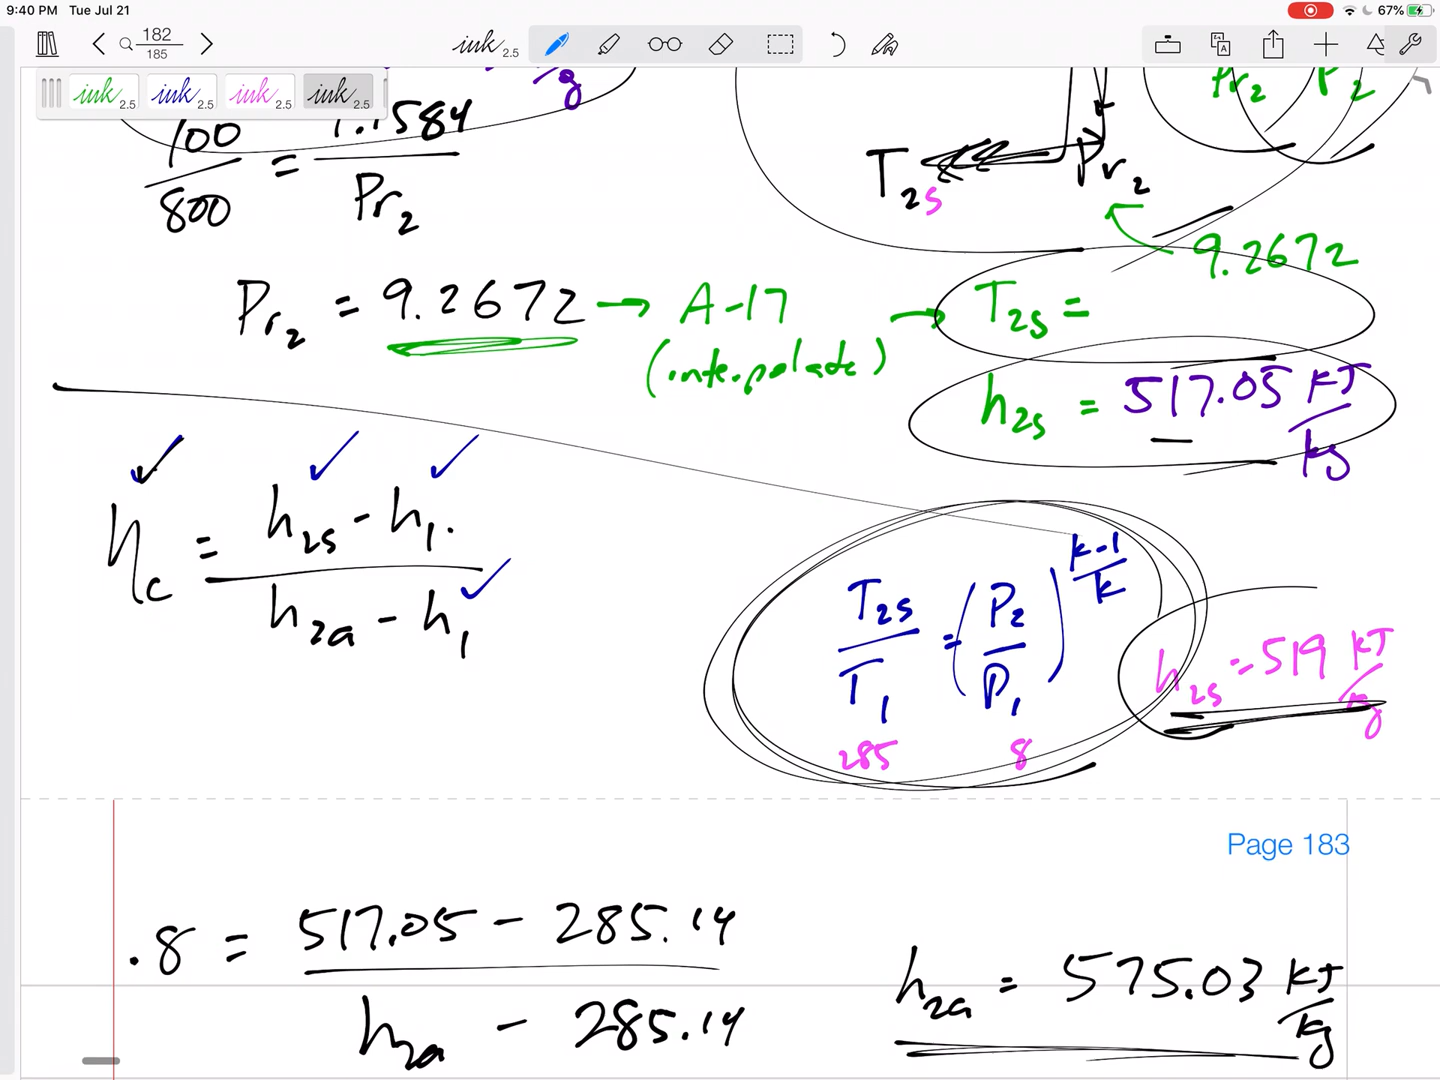 9:40 PM Tue Jul 21
67%
182
185
ink 2.5
ink 2.5 ink 2.5 ink 2.5 ink 2.5
g
Pr2 P2
100/800 = 1.1584/Pr2
T2s Pr2
9.2672
Pr2 = 9.2672 → A-17 → T2s =
(interpolate)
h2s = 517.05 kJ/kg
ηc = (h2s - h1)/(h2a - h1)
T2s/T1 = (P2/P1)^((k-1)/k)
h2s = 519 kJ/kg
285 8
Page 183
.8 = (517.05 - 285.14)/(h2a - 285.14)
h2a = 575.03 kJ/kg